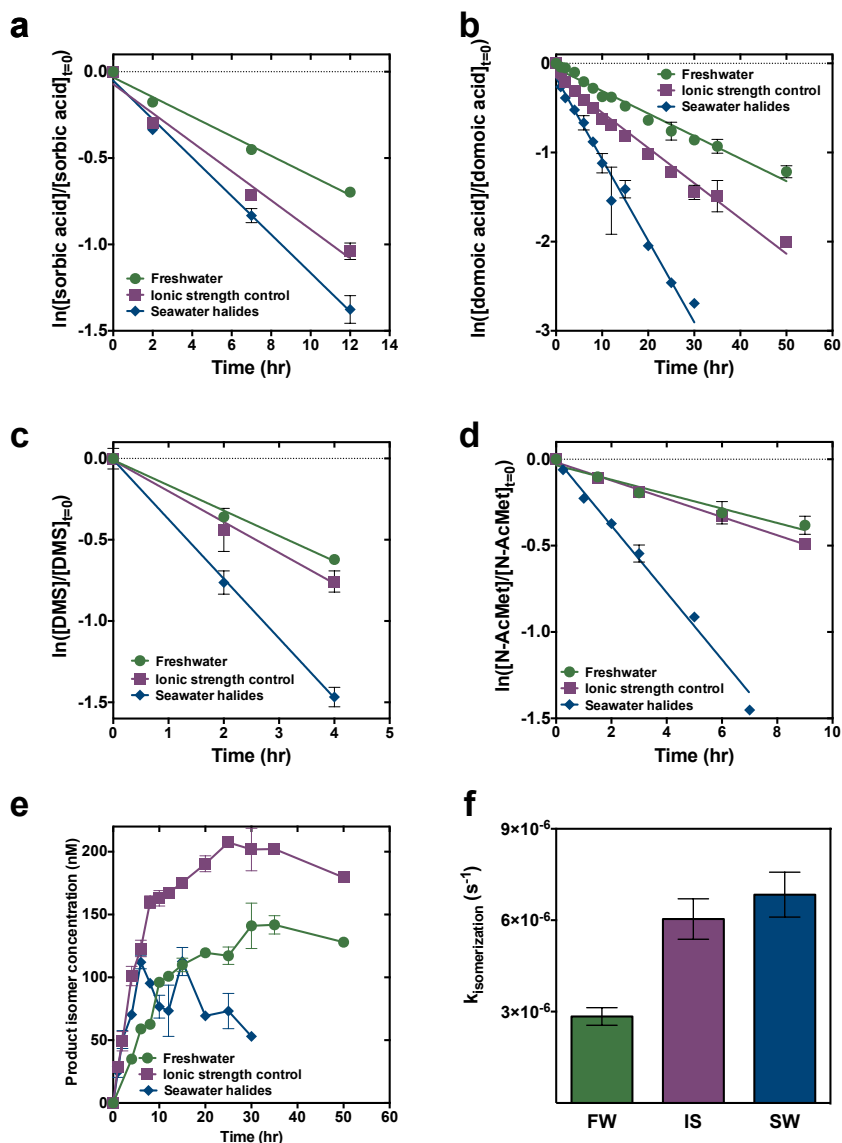 a
ln([sorbic acid]/[sorbic acid]t=0)
0.0
-0.5
-1.0
-1.5
Freshwater
Ionic strength control
Seawater halides
0 2 4 6 8 10 12 14
Time (hr)
b
ln([domoic acid]/[domoic acid]t=0)
0
-1
-2
-3
Freshwater
Ionic strength control
Seawater halides
0 10 20 30 40 50 60
Time (hr)
c
ln([DMS]/[DMS]t=0)
0.0
-0.5
-1.0
-1.5
Freshwater
Ionic strength control
Seawater halides
0 1 2 3 4 5
Time (hr)
d
ln([N-AcMet]/[N-AcMet]t=0)
0.0
-0.5
-1.0
-1.5
Freshwater
Ionic strength control
Seawater halides
0 2 4 6 8 10
Time (hr)
e
Product isomer concentration (nM)
200
150
100
50
0
Freshwater
Ionic strength control
Seawater halides
0 10 20 30 40 50 60
Time (hr)
f
kisomerization (s-1)
9×10-6
6×10-6
3×10-6
FW IS SW